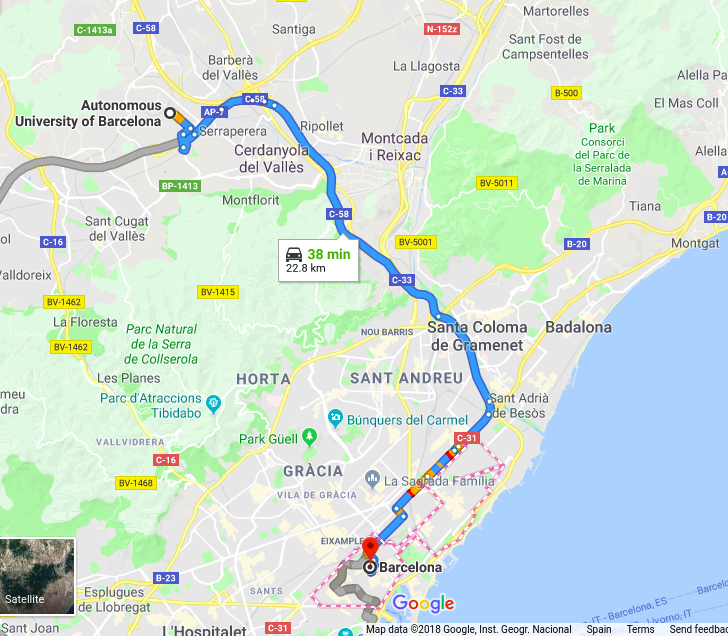 Martorelles
C-1413a
C-58
Santiga
N-152z
Sant Fost de
Campsentelles
Barberà
del Vallès
La Llagosta
Alella Pa
C-33
B-500
El Mas Coll
Autonomous
University of Barcelona
C-58
AP-7
Serraperera
Ripollet
Montcada
i Reixac
Park
Consorci
del Parc de
la Serralada
de Marina
Cerdanyola
del Vallès
BP-1413
BV-5011
Montflorit
Tiana
Sant Cugat
del Vallès
C-58
B-20
C-16
ol
BV-5001
B-20
Montgat
38 min
22.8 km
Valldoreix
C-33
BV-1415
BV-1462
La Floresta
Parc Natural
de la Serra
de Collserola
NOU BARRIS
Santa Coloma
de Gramenet
Badalona
BV-1462
Les Planes
HORTA
SANT ANDREU
meu
dra
Parc d'Atraccions
Tibidabo
Sant Adrià
de Besòs
Búnquers del Carmel
VALLVIDRERA
Park Güell
C-31
C-16
GRÀCIA
BV-1468
La Sagrada Família
VILA DE GRÀCIA
EIXAMPLE
Barcelona
B-23
SANTS
Esplugues
de Llobregat
Satellite
Google
IT - Barcelona, ES
Livorno, IT
Sant Joan
L'Hospitalet
C-31
Map data ©2018 Google, Inst. Geogr. Nacional
Spain
Terms
Send feedba